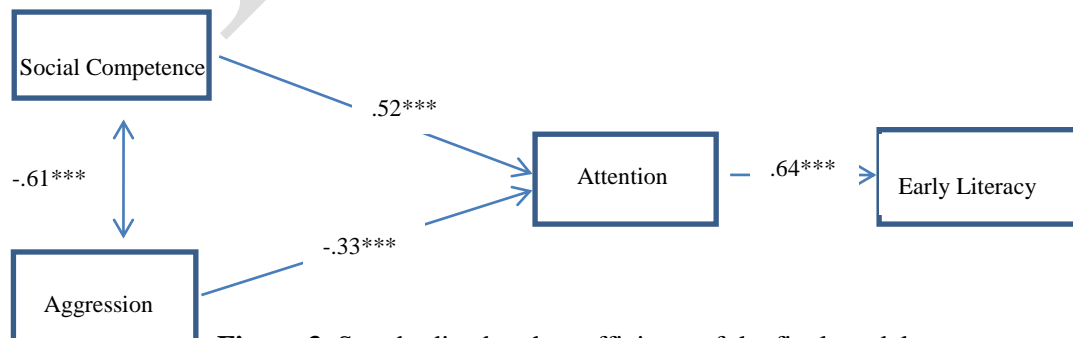 Social Competence
.52***
-.61***
Attention
.64***
Early Literacy
-.33***
Aggression